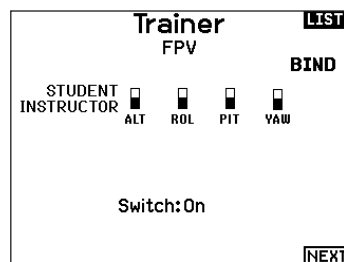 Trainer
LIST
FPV
BIND
STUDENT
INSTRUCTOR
ALT ROL PIT YAW
Switch:On
NEXT